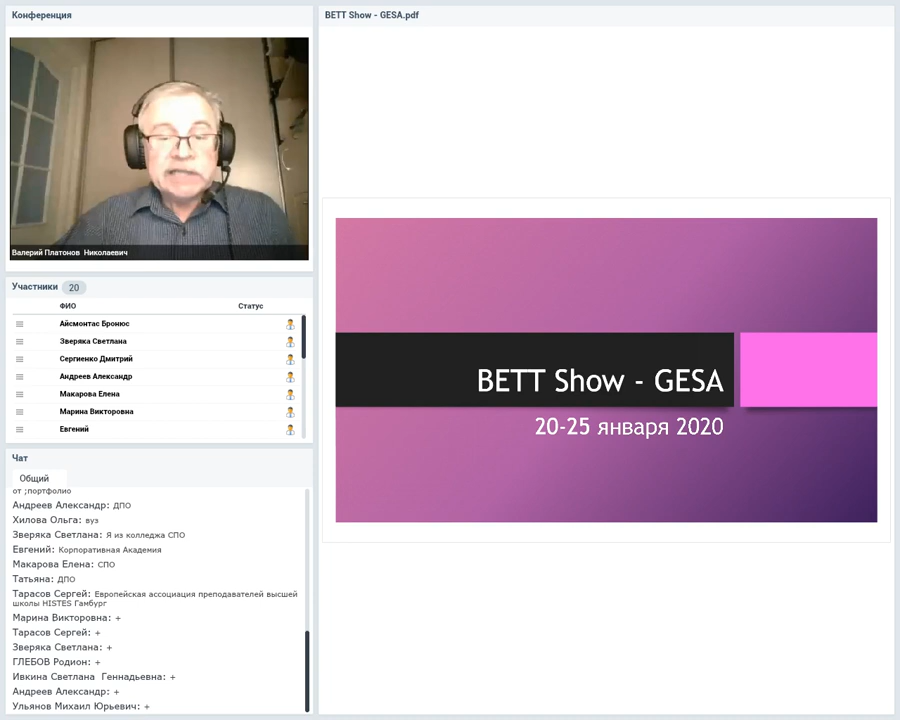 Конференция
Валерий Платонов Николаевич
Участники 20
ФИО Статус
Айсмонтас Бронюс
Зверяка Светлана
Сергиенко Дмитрий
Андреев Александр
Макарова Елена
Марина Викторовна
Евгений
Чат
Общий
от ;портфолио
Андреев Александр: ДПО
Хилова Ольга: вуз
Зверяка Светлана: Я из колледжа СПО
Евгений: Корпоративная Академия
Макарова Елена: СПО
Татьяна: ДПО
Тарасов Сергей: Европейская ассоциация преподавателей высшей
школы HISTES Гамбург
Марина Викторовна: +
Тарасов Сергей: +
Зверяка Светлана: +
ГЛЕБОВ Родион: +
Ивкина Светлана Геннадьевна: +
Андреев Александр: +
Ульянов Михаил Юрьевич: +
BETT Show - GESA.pdf
BETT Show - GESA
20-25 января 2020